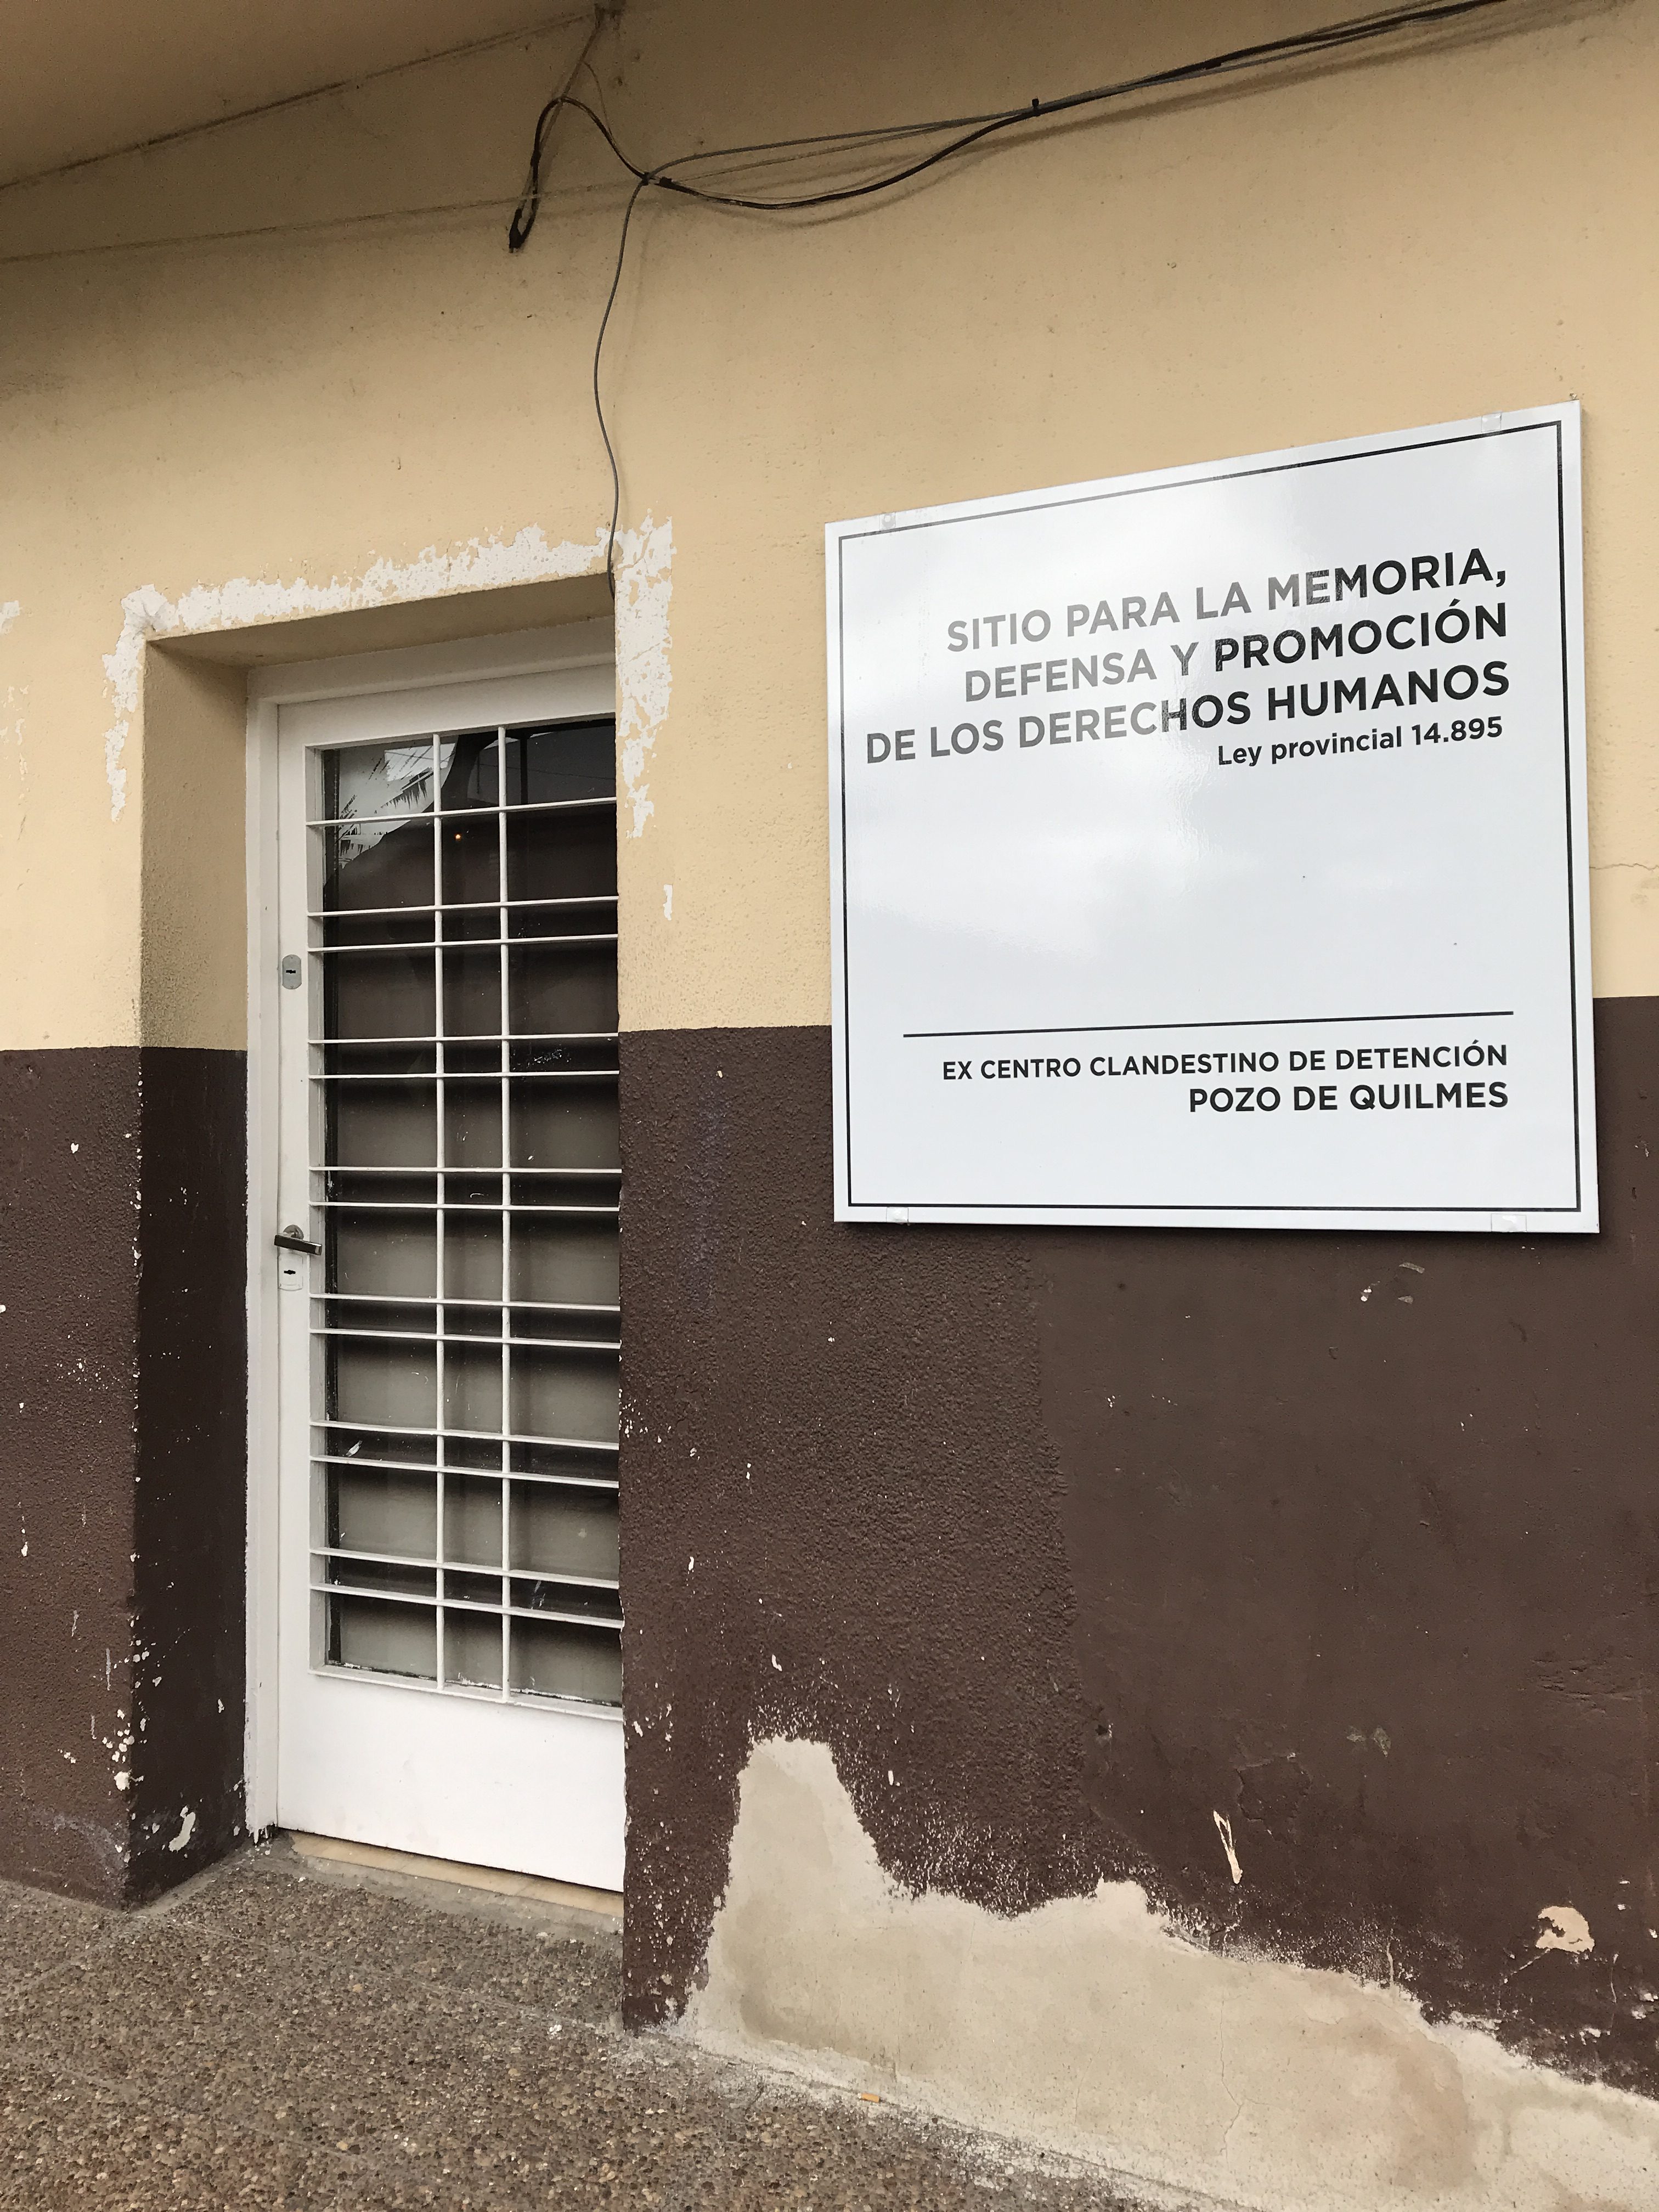 SITIO PARA LA MEMORIA,
DEFENSA Y PROMOCIÓN
DE LOS DERECHOS HUMANOS
Ley provincial 14.895
EX CENTRO CLANDESTINO DE DETENCIÓN
POZO DE QUILMES